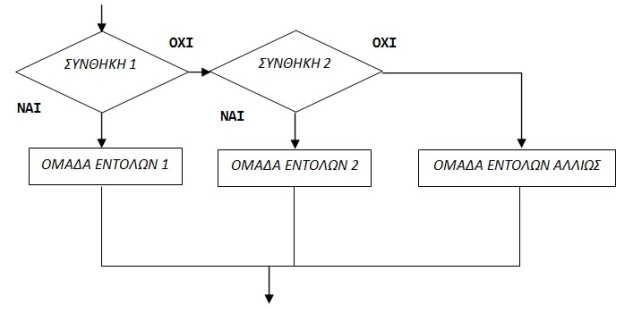 ΣΥΝΘΗΚΗ 1
ΟΧΙ
ΣΥΝΘΗΚΗ 2
ΟΧΙ
ΝΑΙ
ΝΑΙ
ΟΜΑΔΑ ΕΝΤΟΛΩΝ 1
ΟΜΑΔΑ ΕΝΤΟΛΩΝ 2
ΟΜΑΔΑ ΕΝΤΟΛΩΝ ΑΛΛΙΩΣ